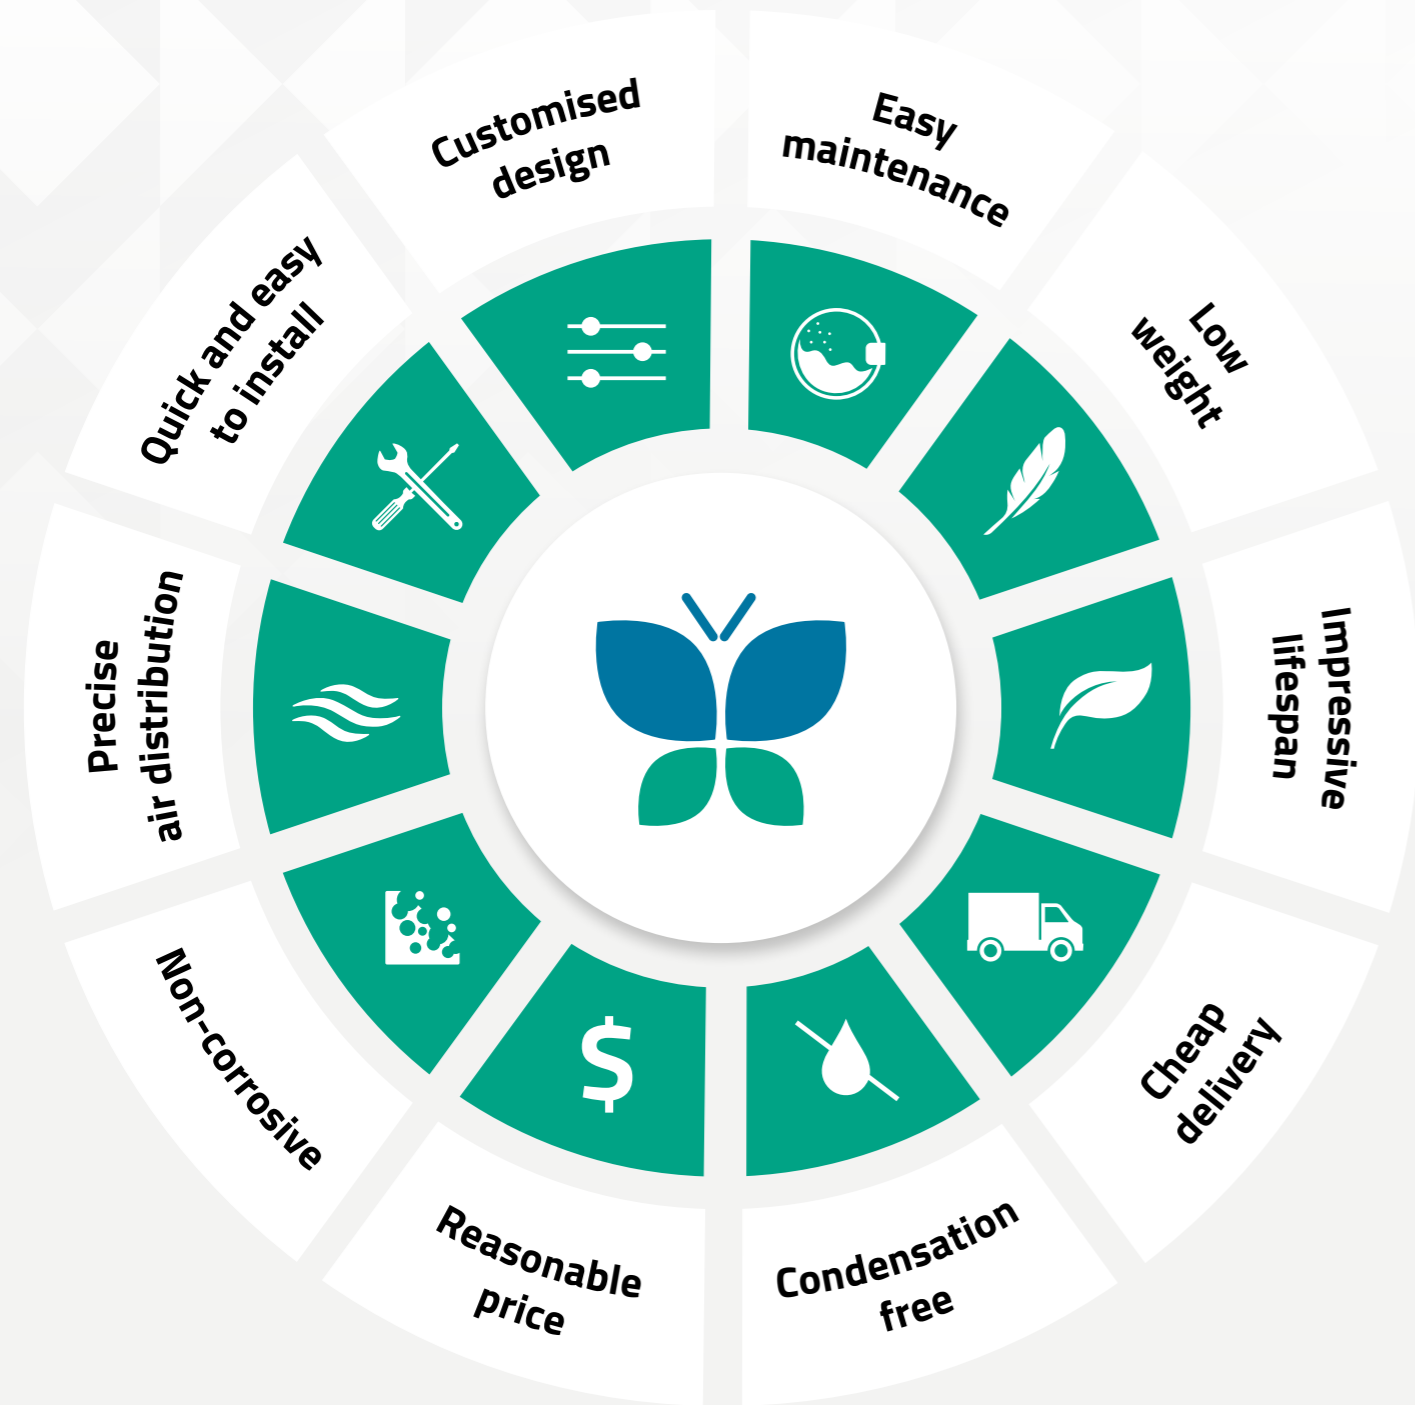 Customised
design
Easy
maintenance
Low
weight
Impressive
lifespan
Cheap
delivery
Condensation
free
Reasonable
price
Non-corrosive
Precise
air distribution
Quick and easy
to install
$